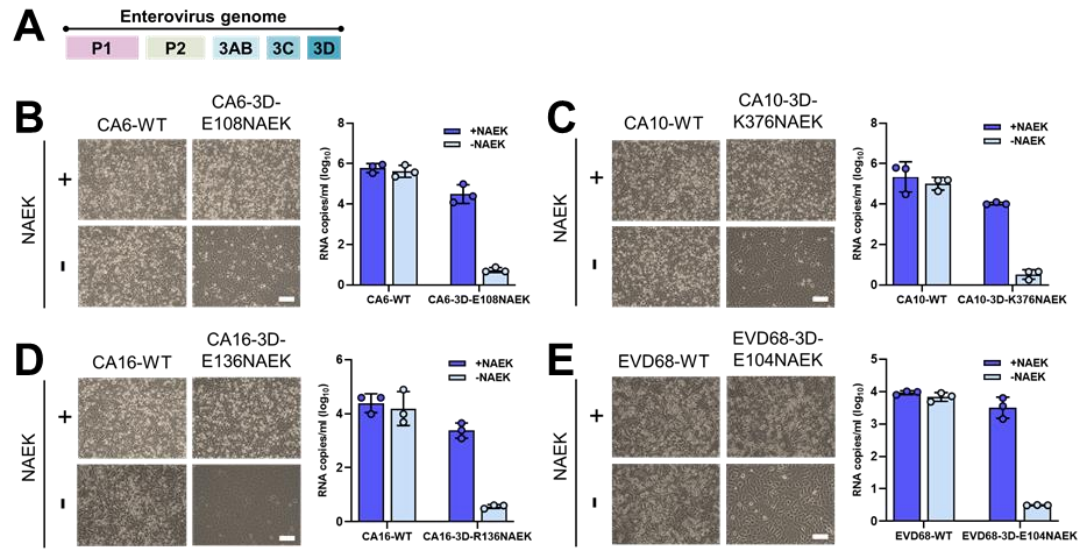 A
Enterovirus genome
P1 P2 3AB 3C 3D
B
CA6-WT
CA6-3D-
E108NAEK
NAEK
+
-
RNA copies/ml (log10)
8
6
4
2
0
+NAEK
-NAEK
CA6-WT CA6-3D-E108NAEK
C
CA10-WT
CA10-3D-
K376NAEK
NAEK
+
-
RNA copies/ml (log10)
8
6
4
2
0
+NAEK
-NAEK
CA10-WT CA10-3D-K376NAEK
D
CA16-WT
CA16-3D-
E136NAEK
NAEK
+
-
RNA copies/ml (log10)
6
4
2
0
+NAEK
-NAEK
CA16-WT CA16-3D-R136NAEK
E
EVD68-WT
EVD68-3D-
E104NAEK
NAEK
+
-
RNA copies/ml (log10)
5
4
3
2
1
0
+NAEK
-NAEK
EVD68-WT EVD68-3D-E104NAEK